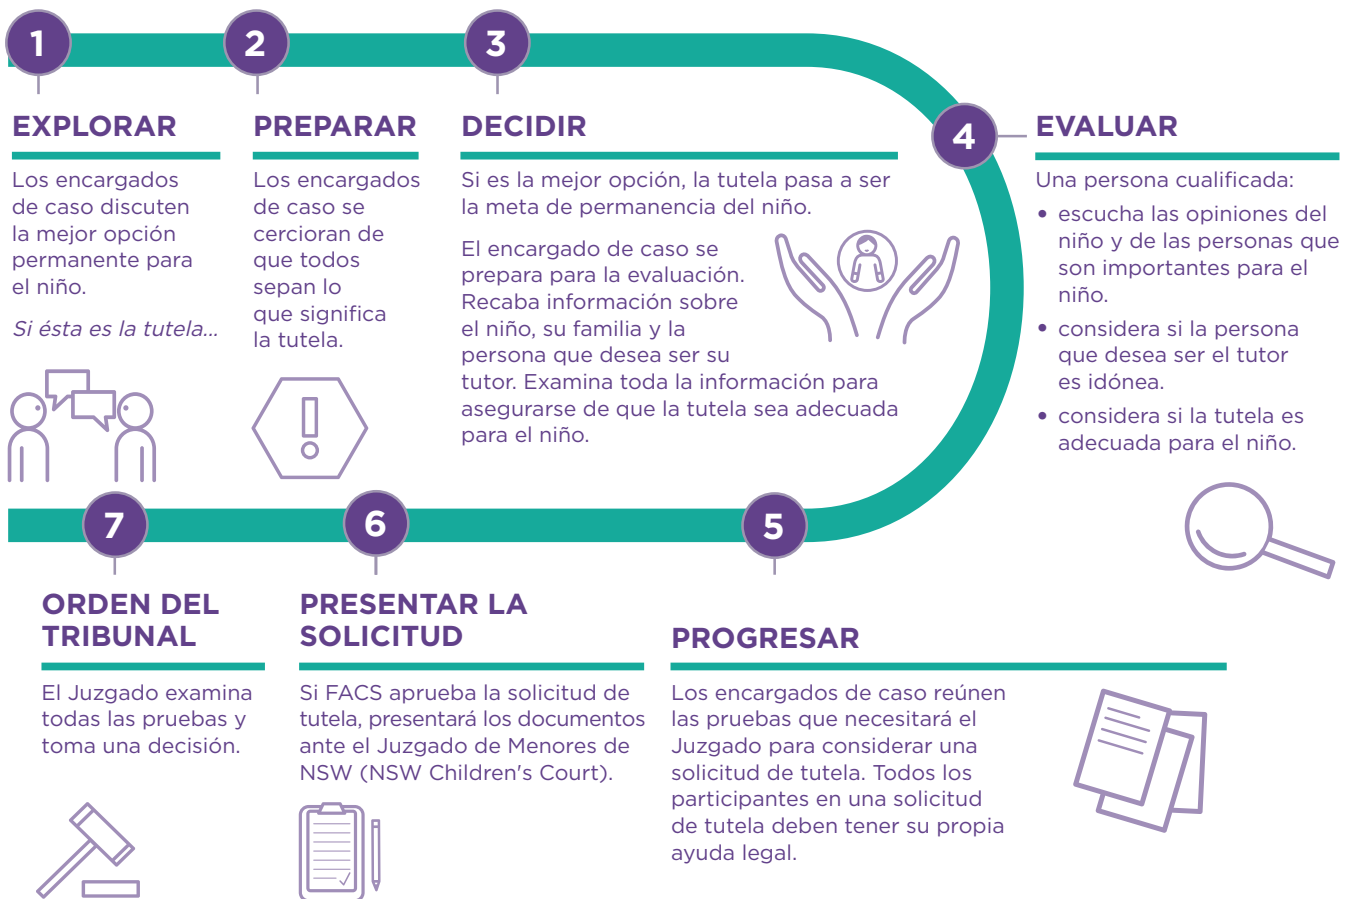 1
EXPLORAR
Los encargados
de caso discuten
la mejor opción
permanente para
el niño.
Si ésta es la tutela...
2
PREPARAR
Los encargados
de caso se
cercioran de
que todos
sepan lo
que significa
la tutela.
3
DECIDIR
Si es la mejor opción, la tutela pasa a ser
la meta de permanencia del niño.
El encargado de caso se
prepara para la evaluación.
Recaba información sobre
el niño, su familia y la
persona que desea ser su
tutor. Examina toda la información para
asegurarse de que la tutela sea adecuada
para el niño.
4
EVALUAR
Una persona cualificada:
• escucha las opiniones del
niño y de las personas que
son importantes para el
niño.
• considera si la persona
que desea ser el tutor
es idónea.
• considera si la tutela es
adecuada para el niño.
5
PROGRESAR
Los encargados de caso reúnen
las pruebas que necesitará el
Juzgado para considerar una
solicitud de tutela. Todos los
participantes en una solicitud
de tutela deben tener su propia
ayuda legal.
6
PRESENTAR LA
SOLICITUD
Si FACS aprueba la solicitud de
tutela, presentará los documentos
ante el Juzgado de Menores de
NSW (NSW Children's Court).
7
ORDEN DEL
TRIBUNAL
El Juzgado examina
todas las pruebas y
toma una decisión.